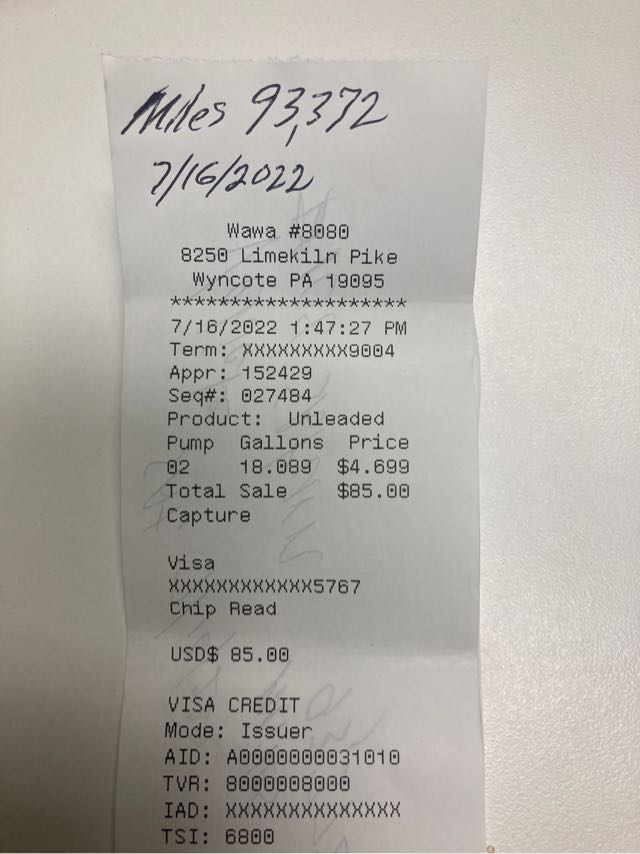 Miles 93,372
7/16/2022
Wawa #8080
8250 Limekiln Pike
Wyncote PA 19095
********************
7/16/2022 1:47:27 PM
Term: XXXXXXXXX9004
Appr: 152429
Seq#: 027484
Product: Unleaded
Pump Gallons Price
02 18.089 $4.699
Total Sale $85.00
Capture
Visa
XXXXXXXXXXXX5767
Chip Read
USD$ 85.00
VISA CREDIT
Mode: Issuer
AID: A0000000031010
TVR: 8000008000
IAD: XXXXXXXXXXXXXX
TSI: 6800